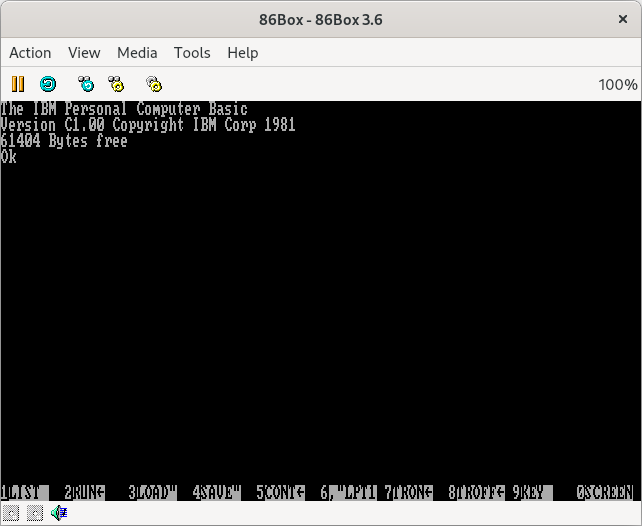 86Box - 86Box 3.6
Action View Media Tools Help
100%
The IBM Personal Computer Basic
Version C1.00 Copyright IBM Corp 1981
61404 Bytes free
Ok
1LIST 2RUN← 3LOAD" 4SAVE" 5CONT← 6,"LPT1 7TRON← 8TROFF← 9KEY 0SCREEN